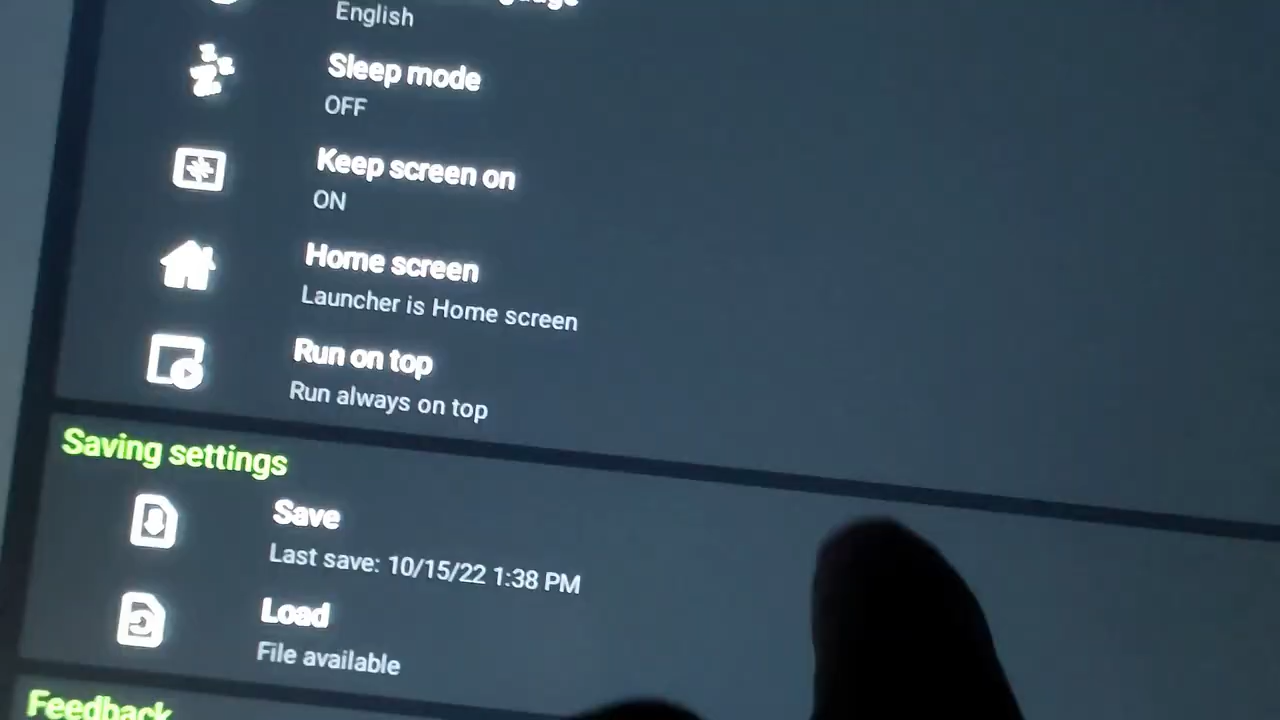 English
Sleep mode
OFF
Keep screen on
ON
Home screen
Launcher is Home screen
Run on top
Run always on top
Saving settings
Save
Last save: 10/15/22 1:38 PM
Load
File available
Feedback